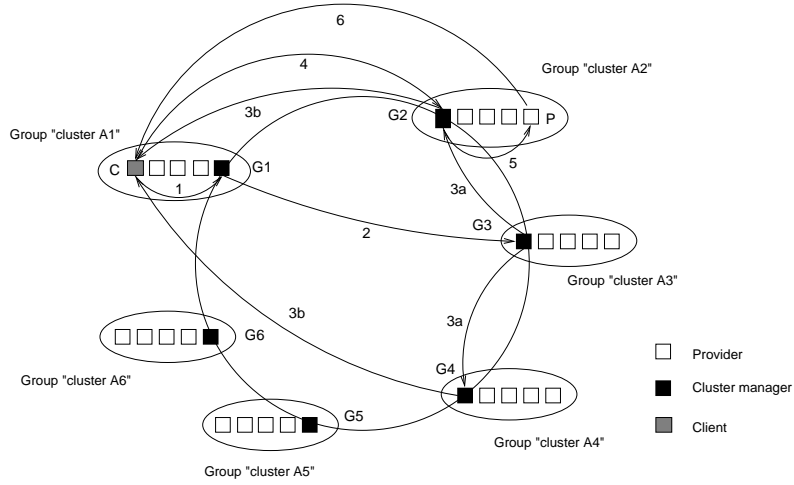 6
Group "cluster A2"
4
3b
G2
P
Group "cluster A1"
5
C
G1
1
3a
2
G3
Group "cluster A3"
3b
3a
G6
Provider
G4
Group "cluster A6"
Cluster manager
G5
Client
Group "cluster A4"
Group "cluster A5"